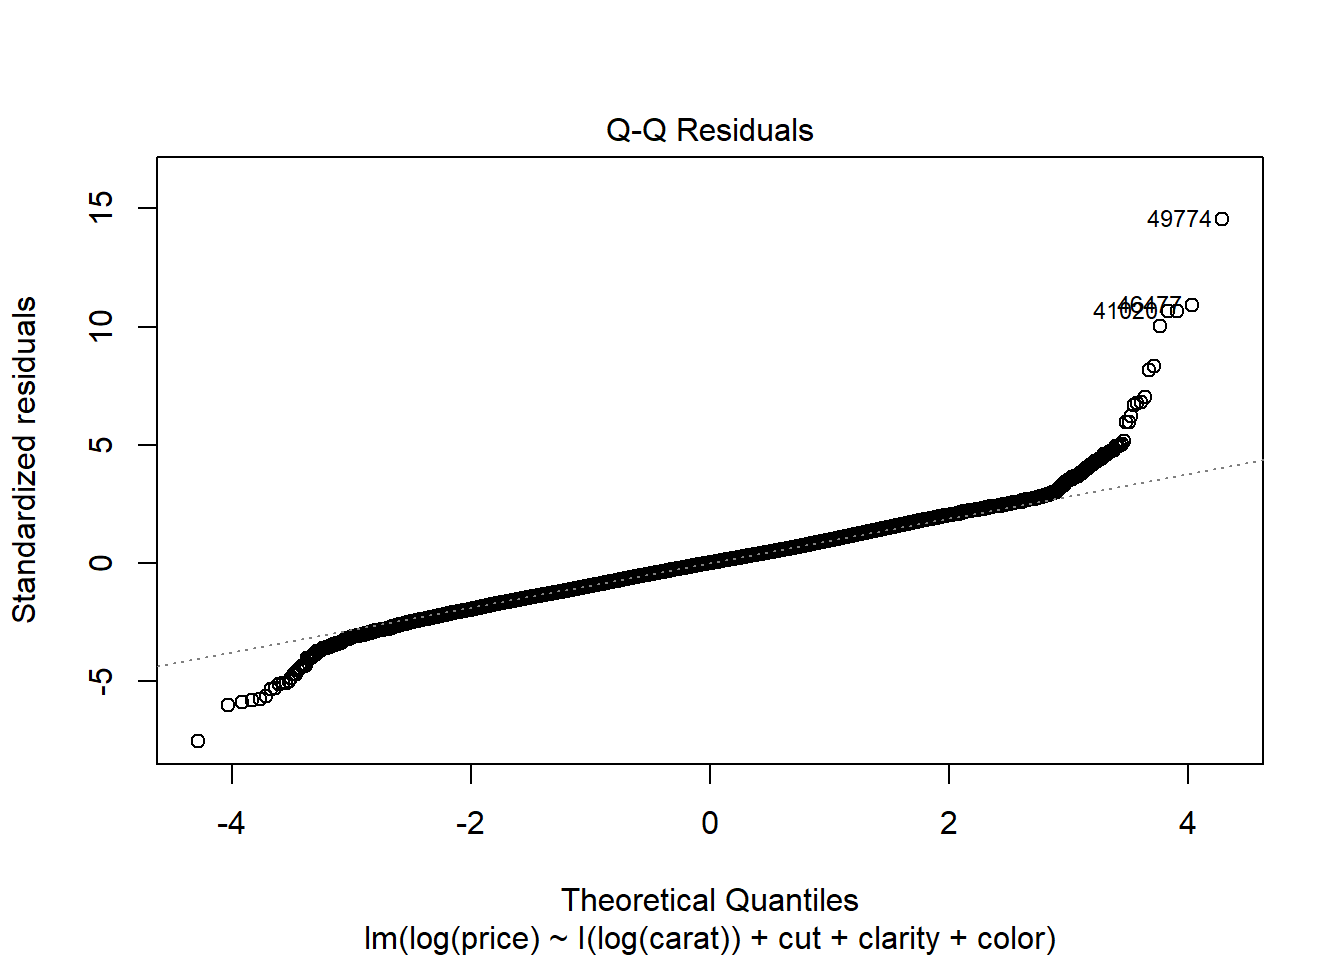 Q-Q Residuals
Standardized residuals
15
10
5
0
-5
49774
46477
41020
-4 -2 0 2 4
Theoretical Quantiles
lm(log(price) ~ I(log(carat)) + cut + clarity + color)